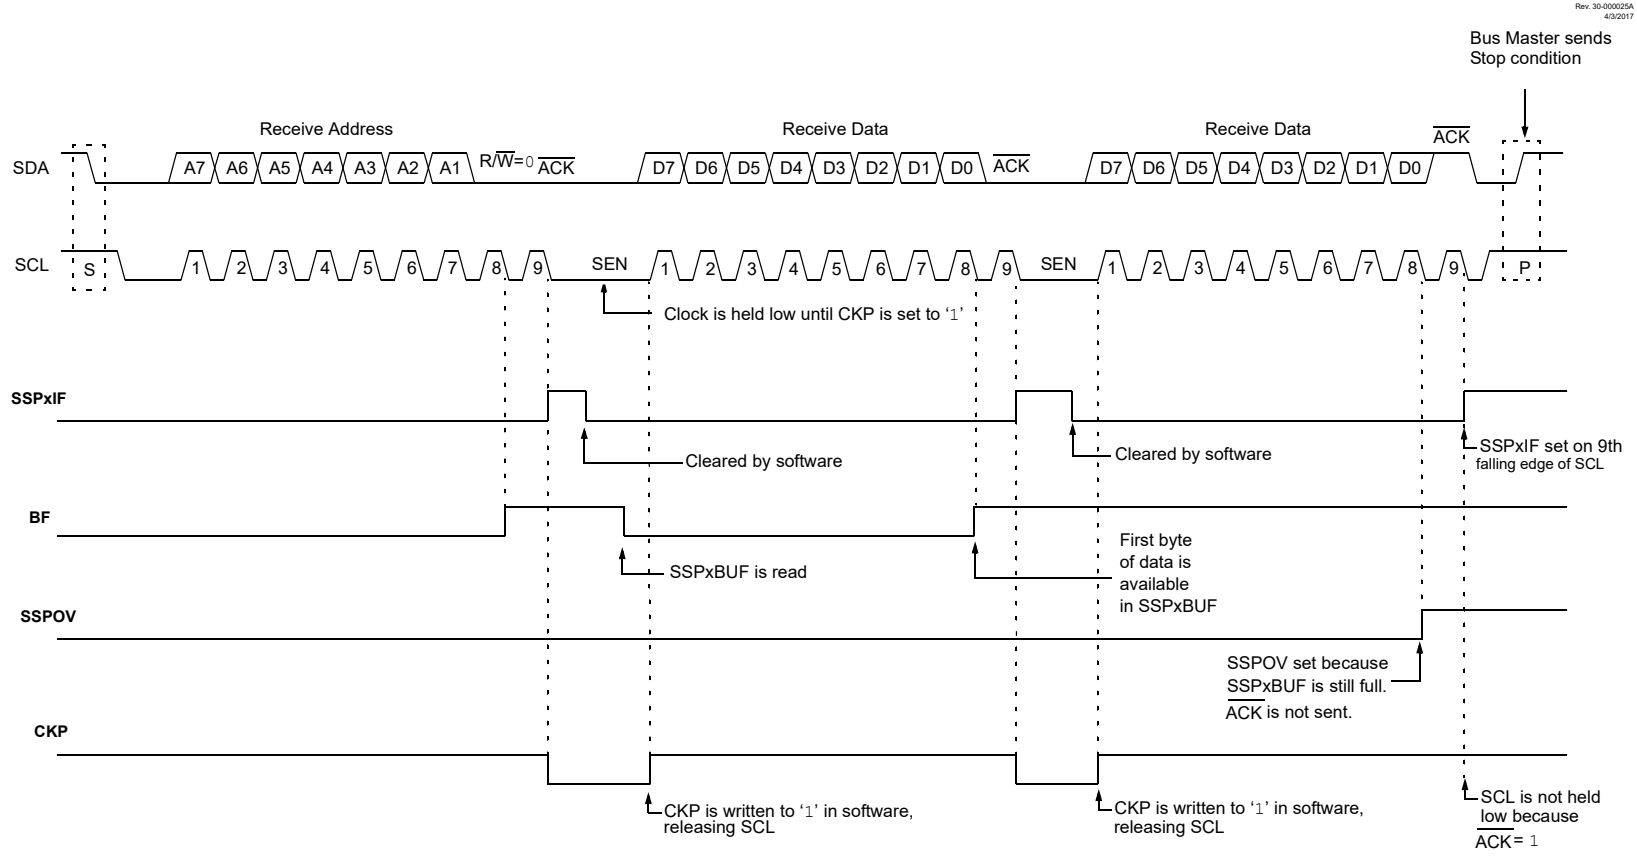 Rev. 30-000025A
4/3/2017
Bus Master sends
Stop condition
Receive Address
Receive Data
Receive Data
A̅C̅K̅
SDA
A7 A6 A5 A4 A3 A2 A1 R/W̅=0 A̅C̅K̅ D7 D6 D5 D4 D3 D2 D1 D0 A̅C̅K̅ D7 D6 D5 D4 D3 D2 D1 D0
SCL
S 1 2 3 4 5 6 7 8 9 SEN 1 2 3 4 5 6 7 8 9 SEN 1 2 3 4 5 6 7 8 9 P
Clock is held low until CKP is set to ‘1’
SSPxIF
Cleared by software
Cleared by software
SSPxIF set on 9th
falling edge of SCL
BF
SSPxBUF is read
First byte
of data is
available
in SSPxBUF
SSPOV
SSPOV set because
SSPxBUF is still full.
A̅C̅K̅ is not sent.
CKP
CKP is written to ‘1’ in software,
releasing SCL
CKP is written to ‘1’ in software,
releasing SCL
SCL is not held
low because
A̅C̅K̅= 1